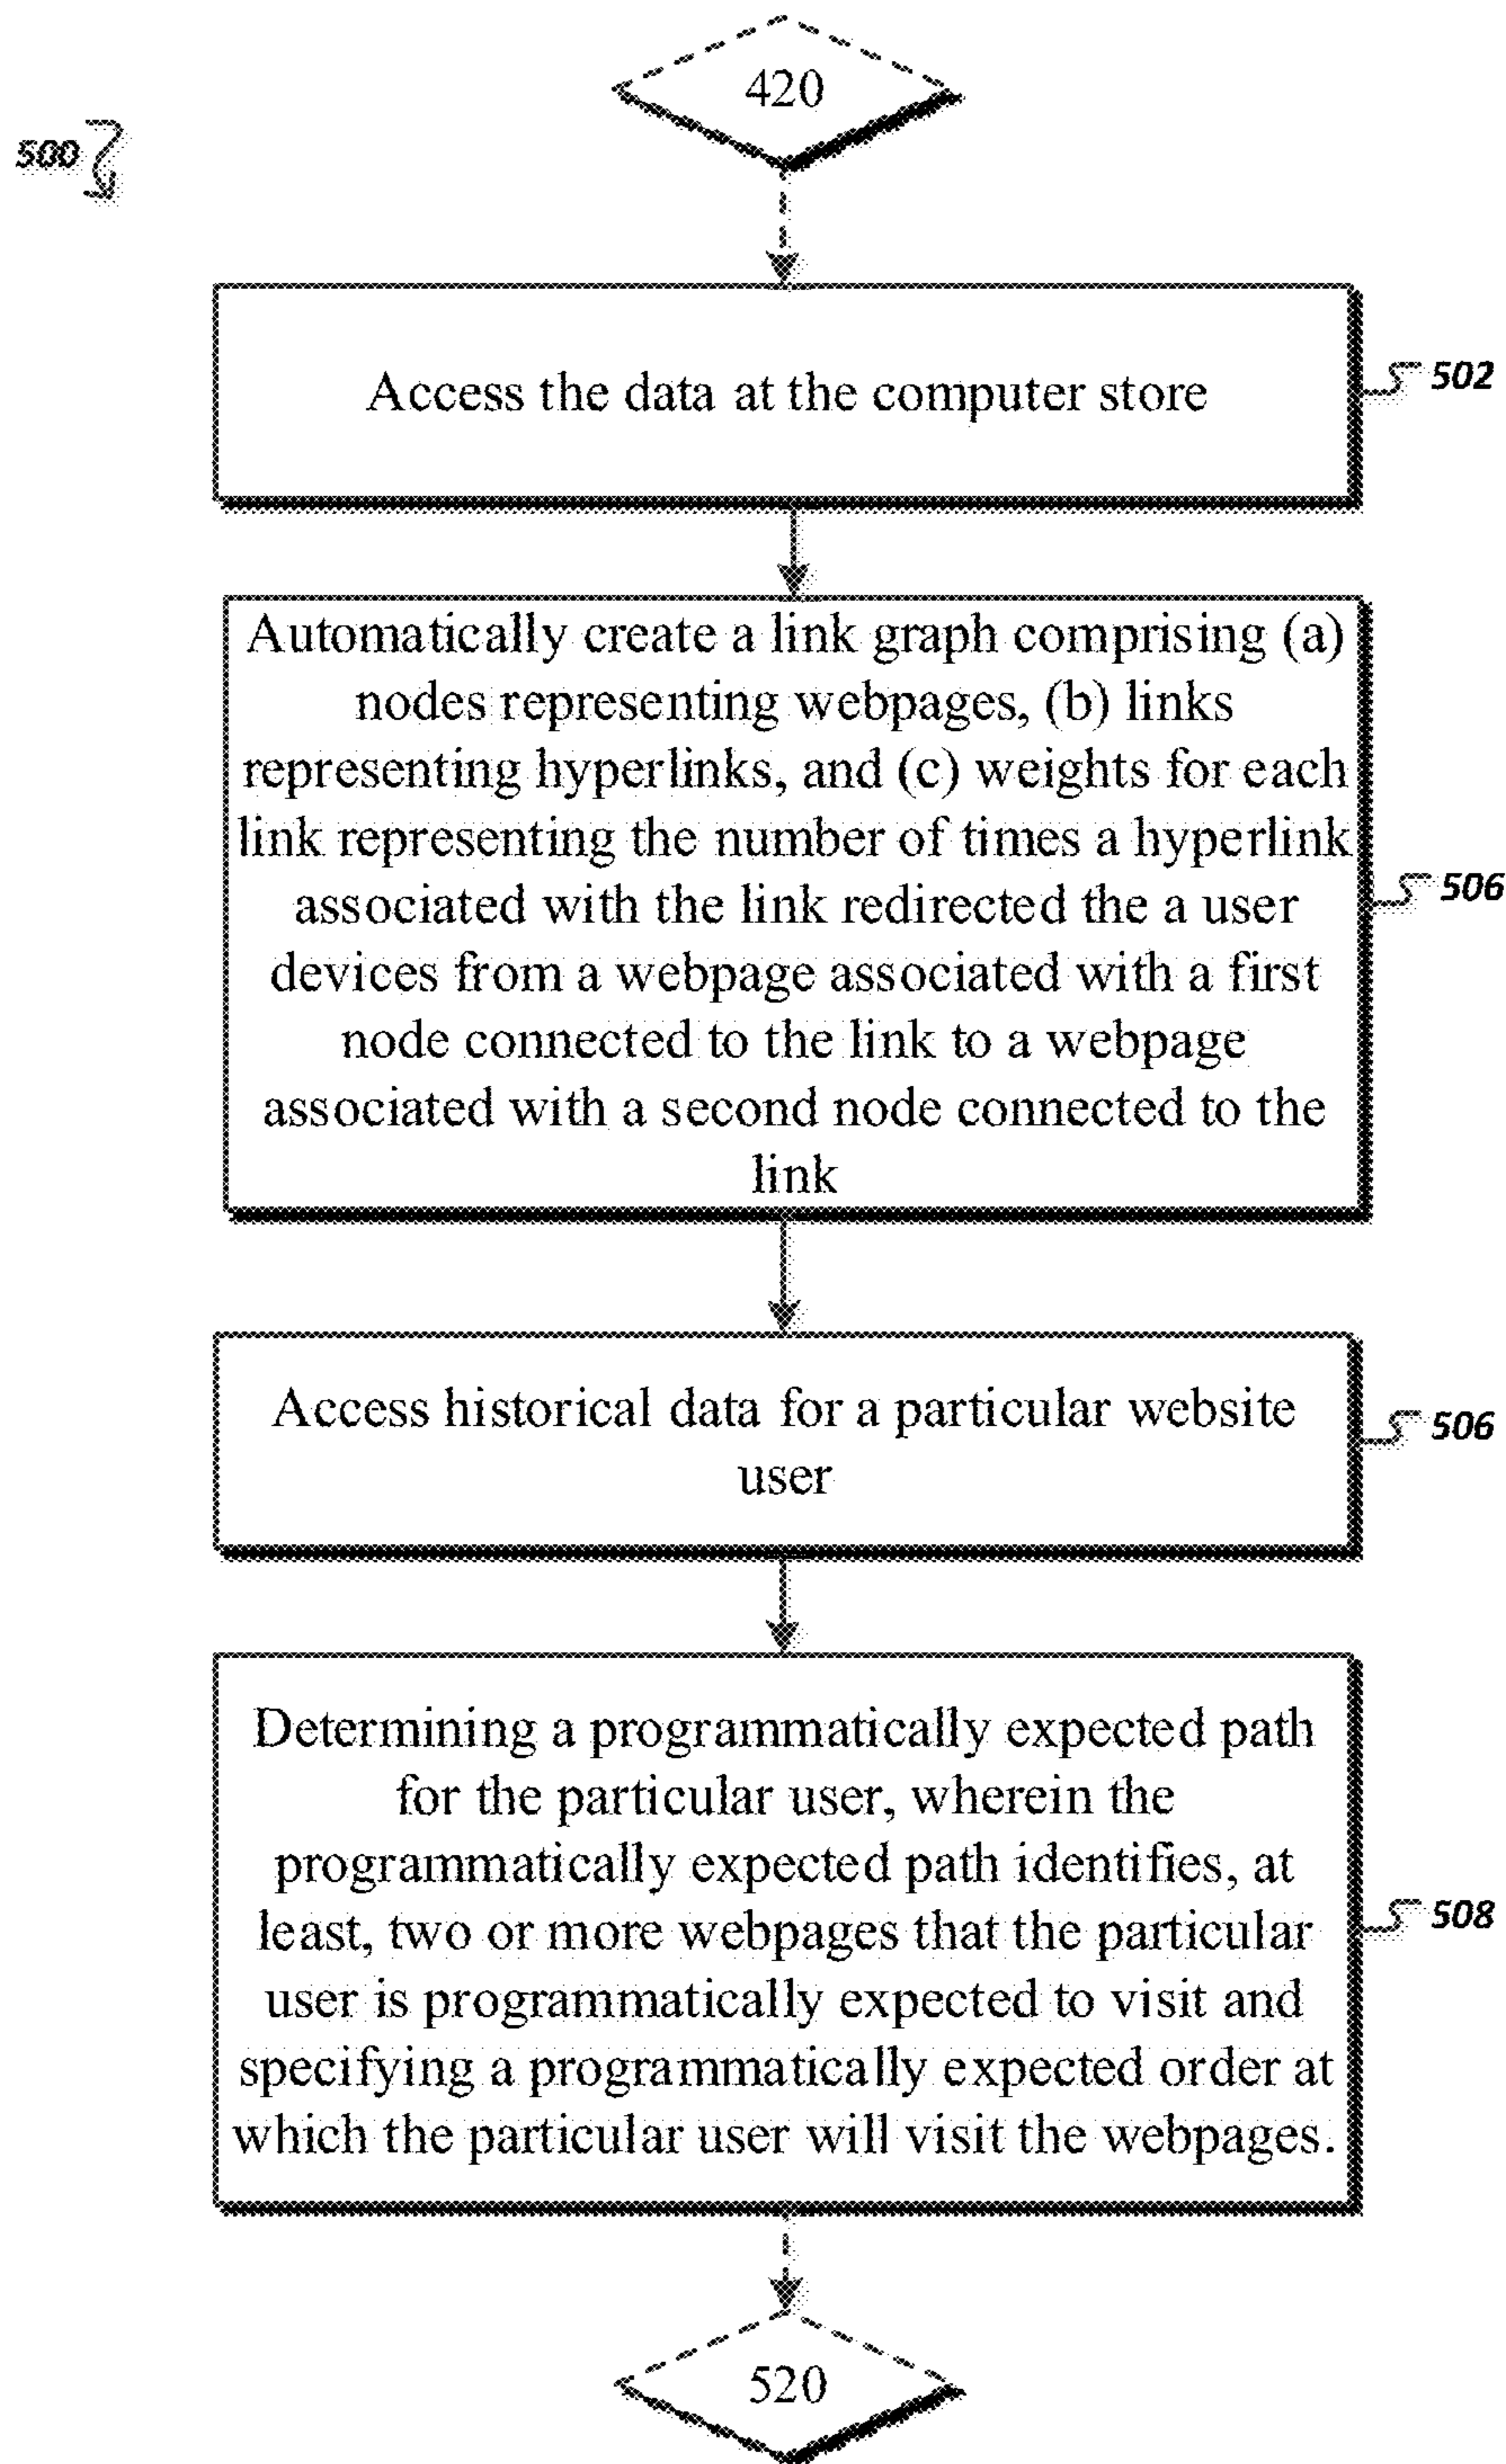 420
500
Access the data at the computer store
502
Automatically create a link graph comprising (a)
nodes representing webpages, (b) links
representing hyperlinks, and (c) weights for each
link representing the number of times a hyperlink
associated with the link redirected the a user
devices from a webpage associated with a first
node connected to the link to a webpage
associated with a second node connected to the
link
506
Access historical data for a particular website
user
506
Determining a programmatically expected path
for the particular user, wherein the
programmatically expected path identifies, at
least, two or more webpages that the particular
user is programmatically expected to visit and
specifying a programmatically expected order at
which the particular user will visit the webpages.
508
520